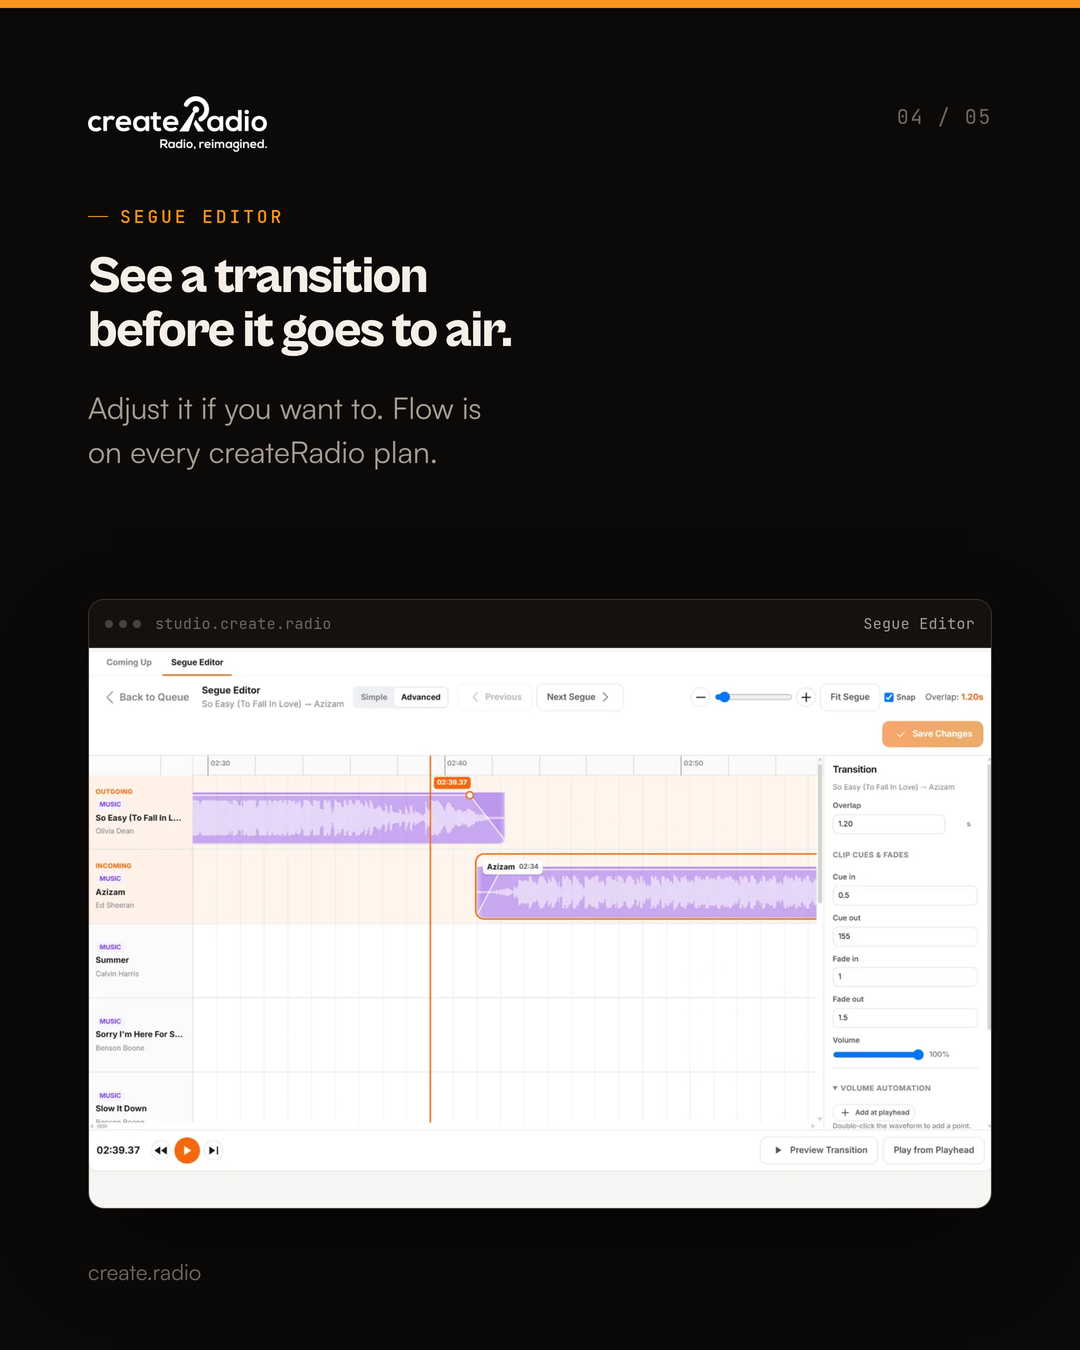 createRadio
Radio, reimagined.
04 / 05
SEGUE EDITOR
See a transition
before it goes to air.
Adjust it if you want to. Flow is
on every createRadio plan.
studio.create.radio
Segue Editor
Coming Up
Segue Editor
Back to Queue
Segue Editor
So Easy (To Fall In Love) → Azizam
Simple
Advanced
Previous
Next Segue
Fit Segue
Snap
Overlap: 1.20s
Save Changes
02:30
02:40
02:50
02:39.37
OUTGOING
MUSIC
So Easy (To Fall In L...
Olivia Dean
INCOMING
MUSIC
Azizam
Ed Sheeran
Azizam 02:34
MUSIC
Summer
Calvin Harris
MUSIC
Sorry I'm Here For S...
Benson Boone
MUSIC
Slow It Down
Benson Boone
Transition
So Easy (To Fall In Love) → Azizam
Overlap
1.20
s
CLIP CUES & FADES
Cue in
0.5
Cue out
155
Fade in
1
Fade out
1.5
Volume
100%
VOLUME AUTOMATION
Add at playhead
Double-click the waveform to add a point.
02:39.37
Preview Transition
Play from Playhead
create.radio